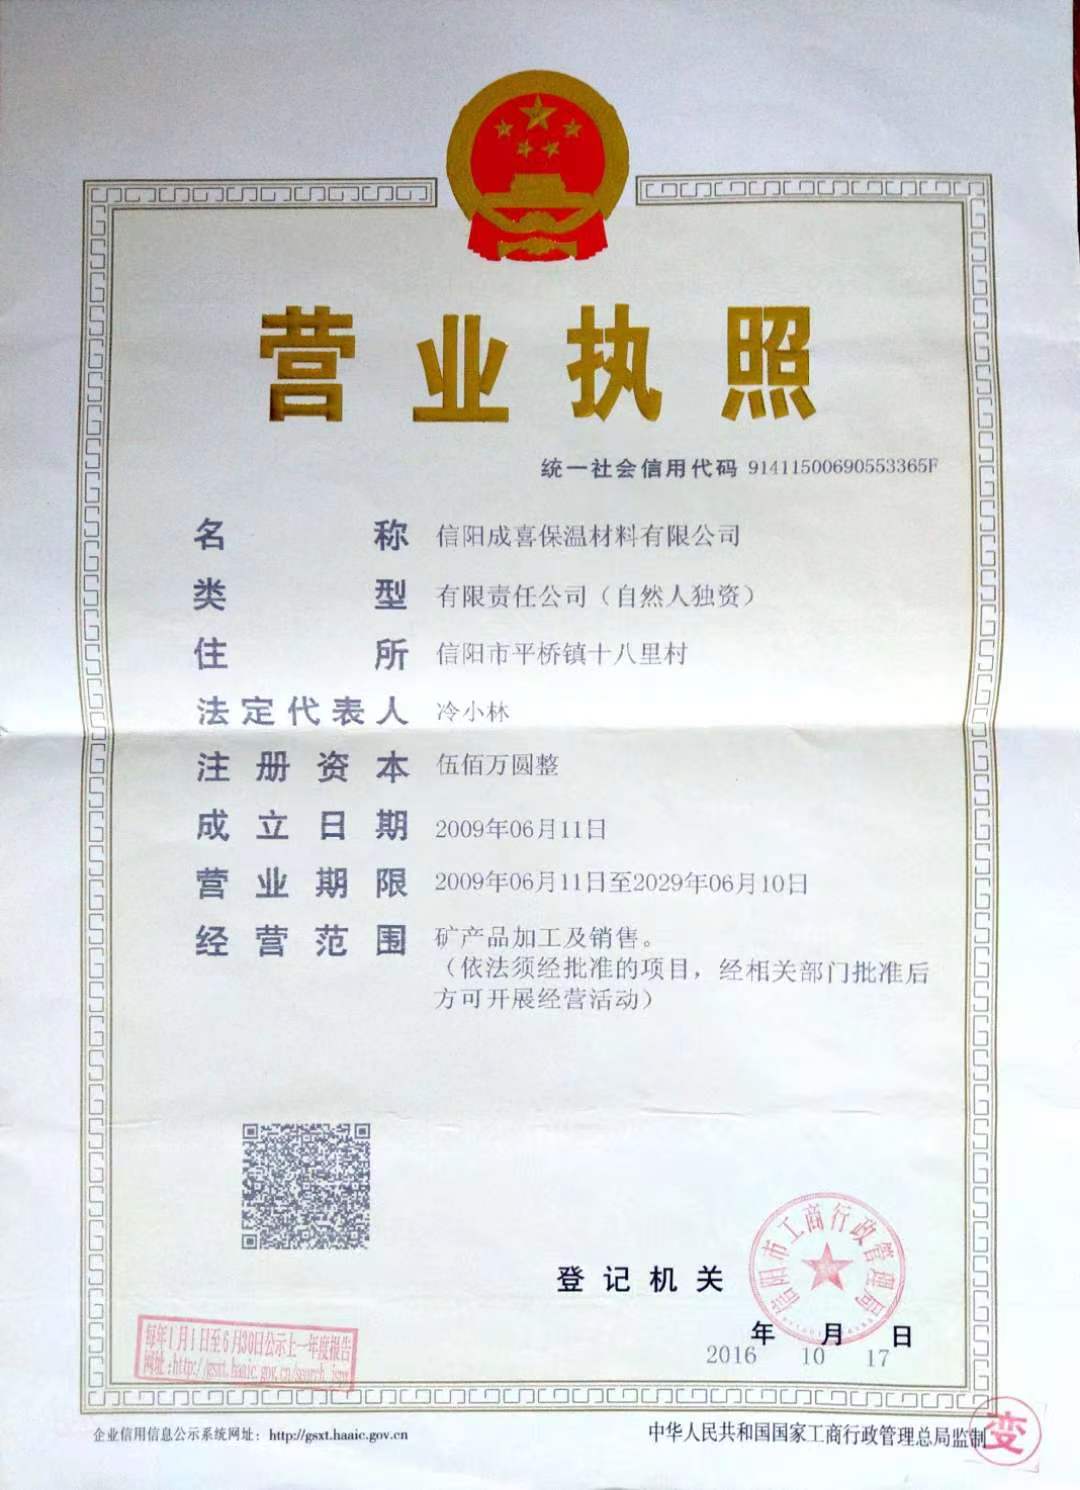 营业执照
统一社会信用代码 91411500690553365F
名称 信阳成喜保温材料有限公司
类型 有限责任公司（自然人独资）
住所 信阳市平桥镇十八里村
法定代表人 冷小林
注册资本 伍佰万圆整
成立日期 2009年06月11日
营业期限 2009年06月11日至2029年06月10日
经营范围 矿产品加工及销售。
（依法须经批准的项目，经相关部门批准后
方可开展经营活动）
信阳市工商行政管理局
登记机关
年 月 日
2016 10 17
每年1月1日至6月30日公示上一年度报告
网址:http://gsxt.haaic.gov.cn/search.jspx
企业信用信息公示系统网址：http://gsxt.haaic.gov.cn
中华人民共和国国家工商行政管理总局监制
变